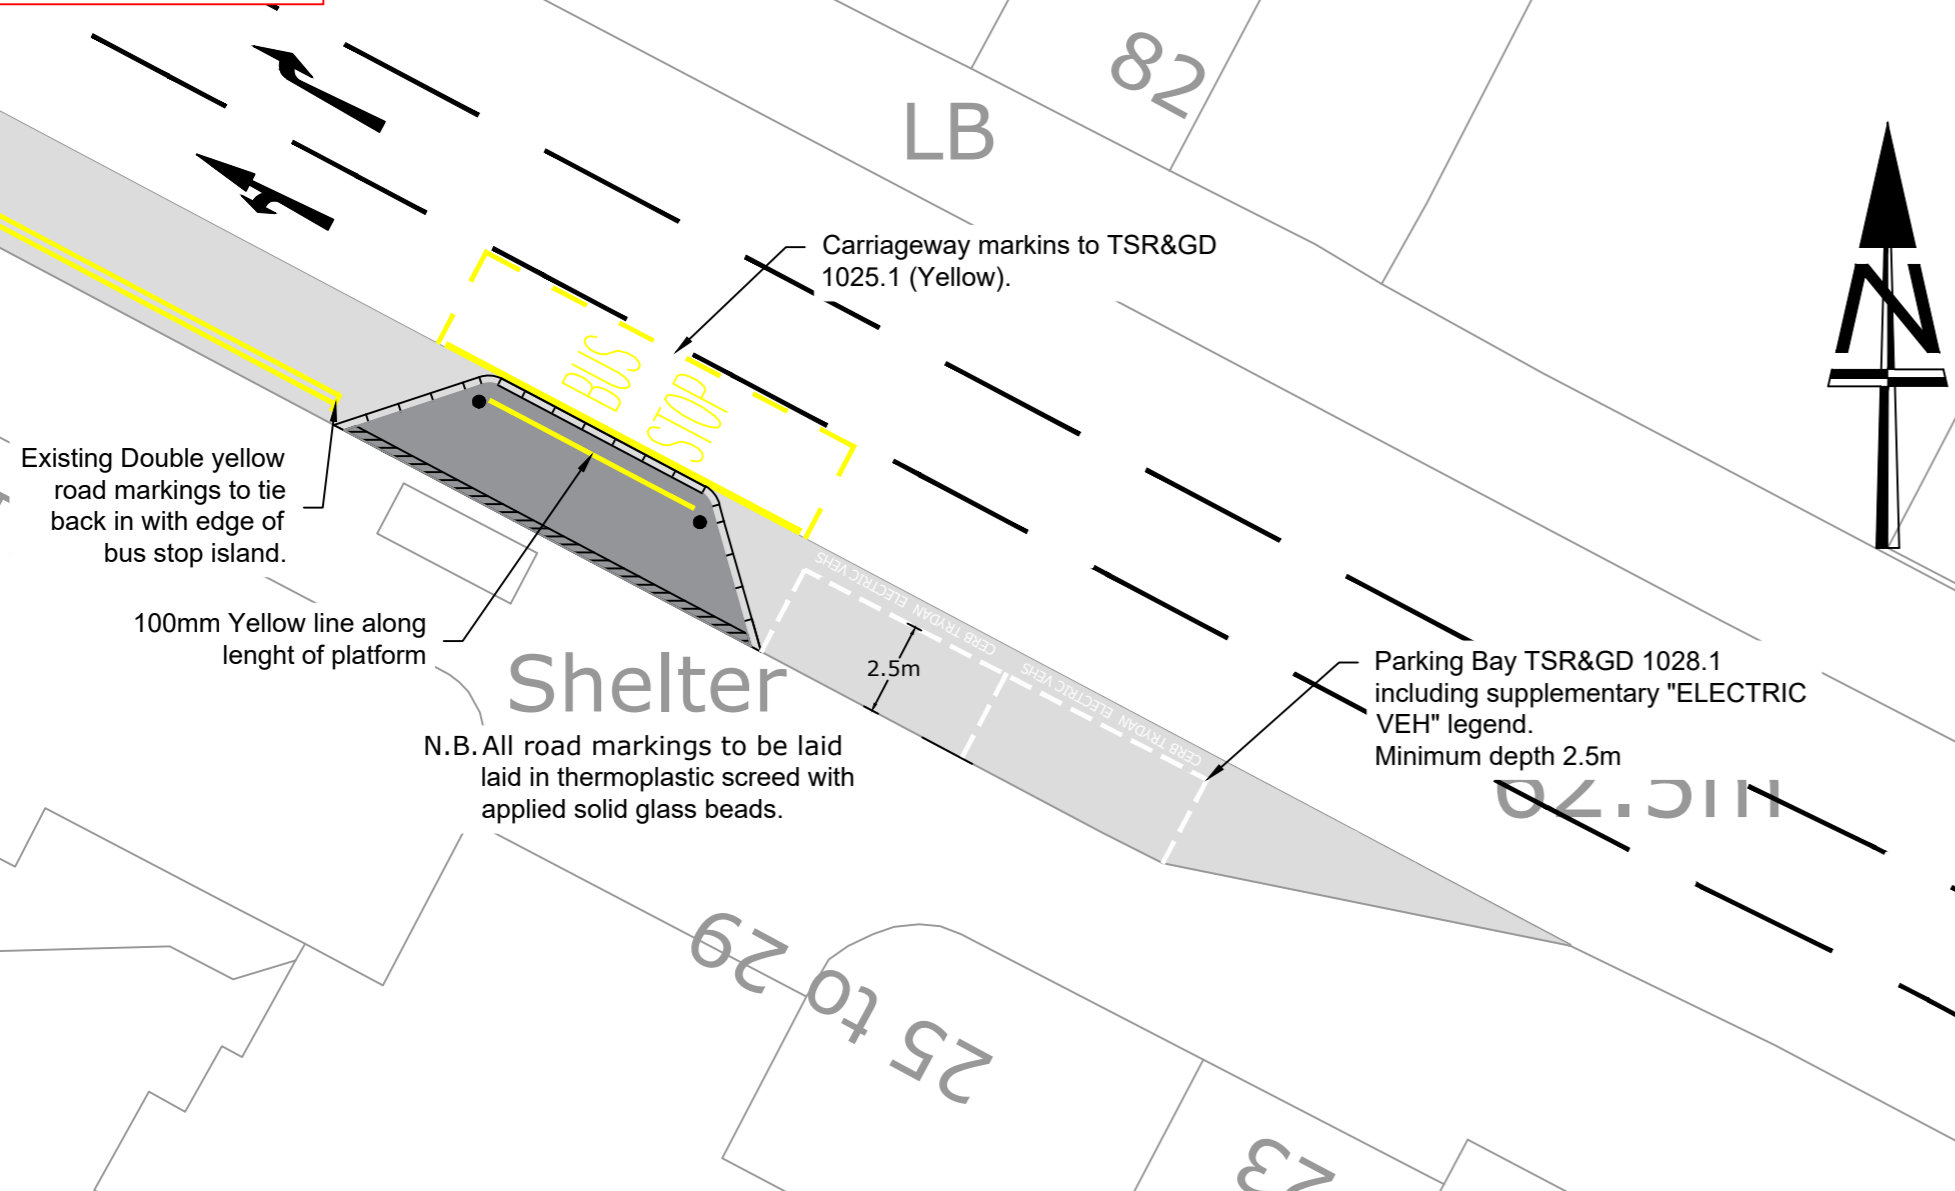 82
LB
Carriageway markins to TSR&GD
1025.1 (Yellow).
N
BUS
STOP
Existing Double yellow
road markings to tie
back in with edge of
bus stop island.
100mm Yellow line along
lenght of platform
CERB TRYDAN ELECTRIC VEHS
CERB TRYDAN ELECTRIC VEHS
2.5m
Shelter
Parking Bay TSR&GD 1028.1
including supplementary "ELECTRIC
VEH" legend.
Minimum depth 2.5m
62.5m
N.B. All road markings to be laid
laid in thermoplastic screed with
applied solid glass beads.
25 to 29
23